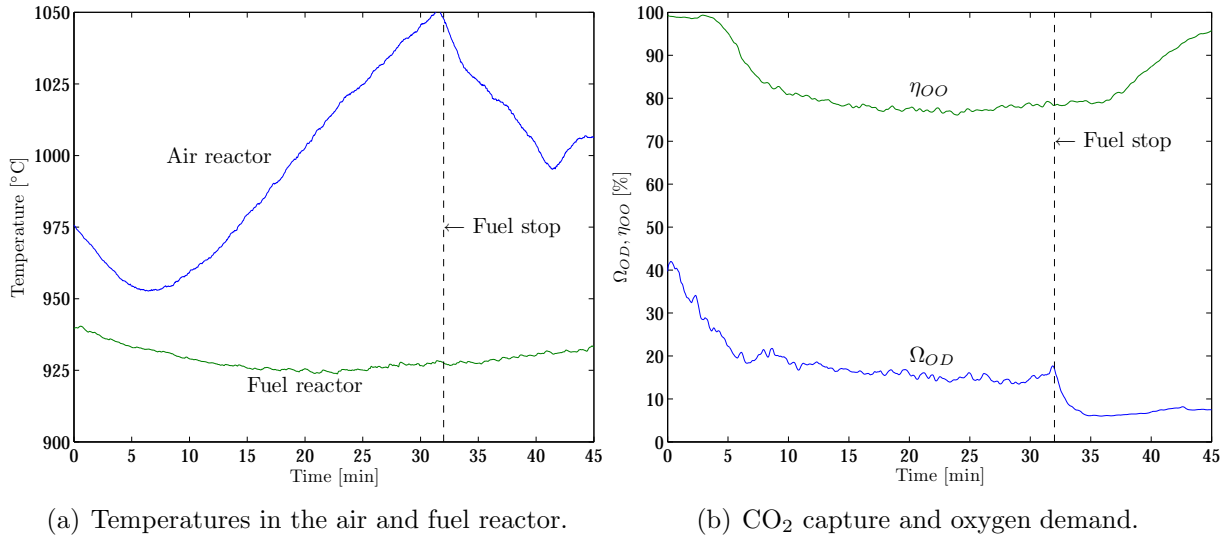 1050
1025
1000
975
950
925
900
Temperature [°C]
Air reactor
← Fuel stop
Fuel reactor
0 5 10 15 20 25 30 35 40 45
Time [min]
(a) Temperatures in the air and fuel reactor.
100
90
80
70
60
50
40
30
20
10
0
Ω_OD, η_OO [%]
η_OO
← Fuel stop
Ω_OD
0 5 10 15 20 25 30 35 40 45
Time [min]
(b) CO₂ capture and oxygen demand.